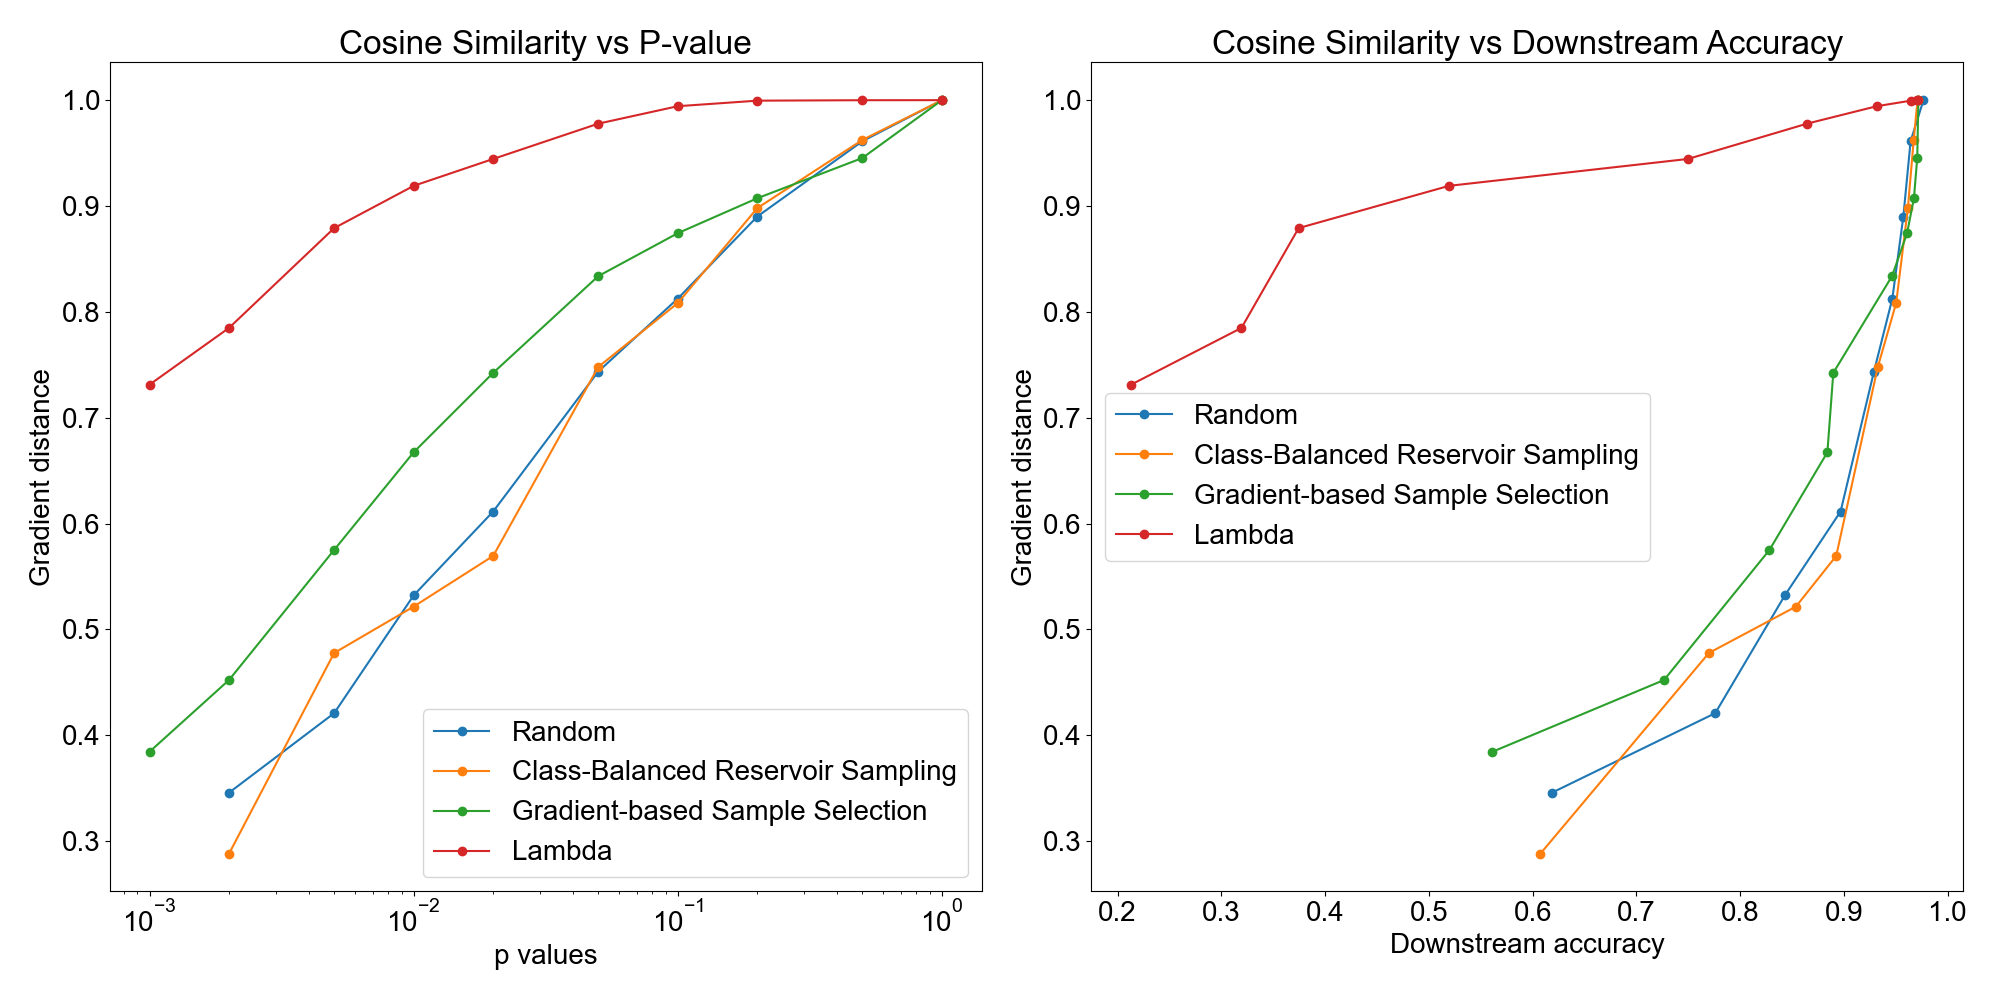 Cosine Similarity vs P-value
Gradient distance
1.0
0.9
0.8
0.7
0.6
0.5
0.4
0.3
Random
Class-Balanced Reservoir Sampling
Gradient-based Sample Selection
Lambda
10⁻³ 10⁻² 10⁻¹ 10⁰
p values
Cosine Similarity vs Downstream Accuracy
Gradient distance
1.0
0.9
0.8
0.7
0.6
0.5
0.4
0.3
Random
Class-Balanced Reservoir Sampling
Gradient-based Sample Selection
Lambda
0.2 0.3 0.4 0.5 0.6 0.7 0.8 0.9 1.0
Downstream accuracy